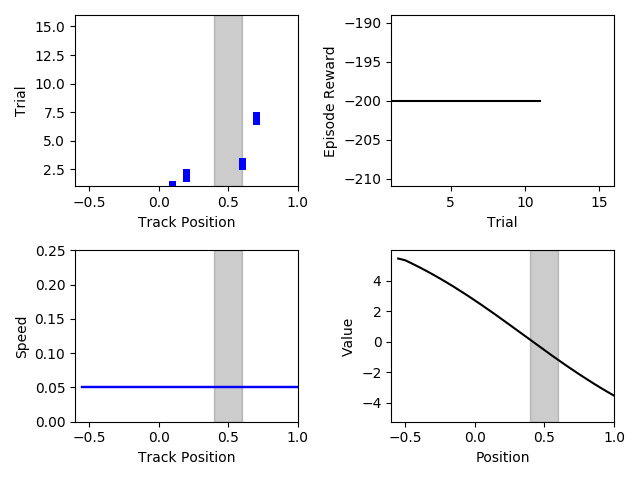 15.0
12.5
10.0
7.5
5.0
2.5
Trial
−0.5 0.0 0.5 1.0
Track Position
−190
−195
−200
−205
−210
Episode Reward
5 10 15
Trial
0.25
0.20
0.15
0.10
0.05
0.00
Speed
−0.5 0.0 0.5 1.0
Track Position
4
2
0
−2
−4
Value
−0.5 0.0 0.5 1.0
Position